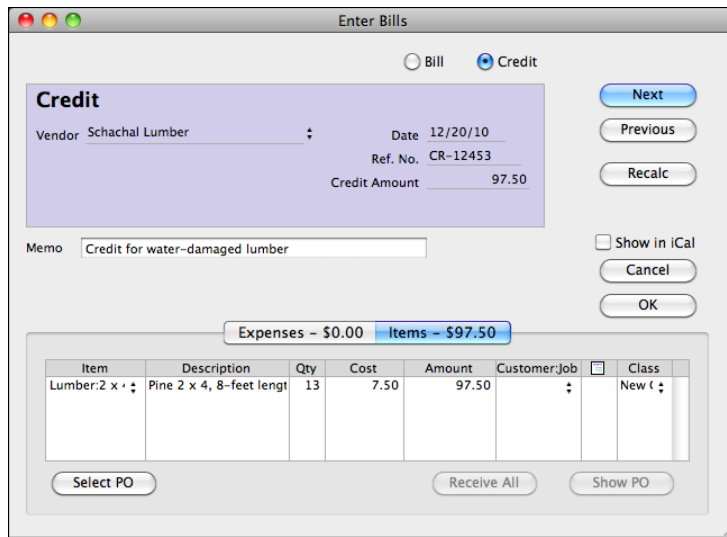 Enter Bills
Bill Credit
Credit
Next
Vendor Schachal Lumber Date 12/20/10
Previous
Ref. No. CR-12453
Recalc
Credit Amount 97.50
Memo Credit for water-damaged lumber
Show in iCal
Cancel
OK
Expenses – $0.00 Items – $97.50
Item Description Qty Cost Amount Customer:Job Class
Lumber:2 x Pine 2 x 4, 8-feet lengt 13 7.50 97.50 New
Select PO Receive All Show PO